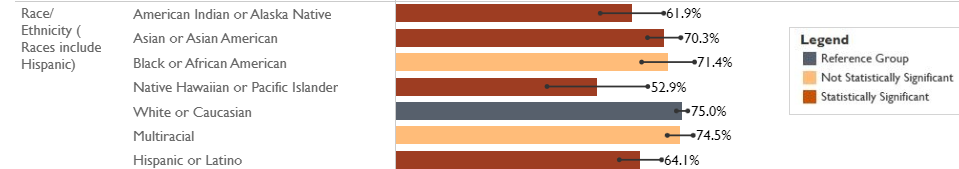 Race/
Ethnicity (
Races include
Hispanic)
American Indian or Alaska Native
61.9%
Asian or Asian American
70.3%
Black or African American
71.4%
Native Hawaiian or Pacific Islander
52.9%
White or Caucasian
75.0%
Multiracial
74.5%
Hispanic or Latino
64.1%
Legend
Reference Group
Not Statistically Significant
Statistically Significant